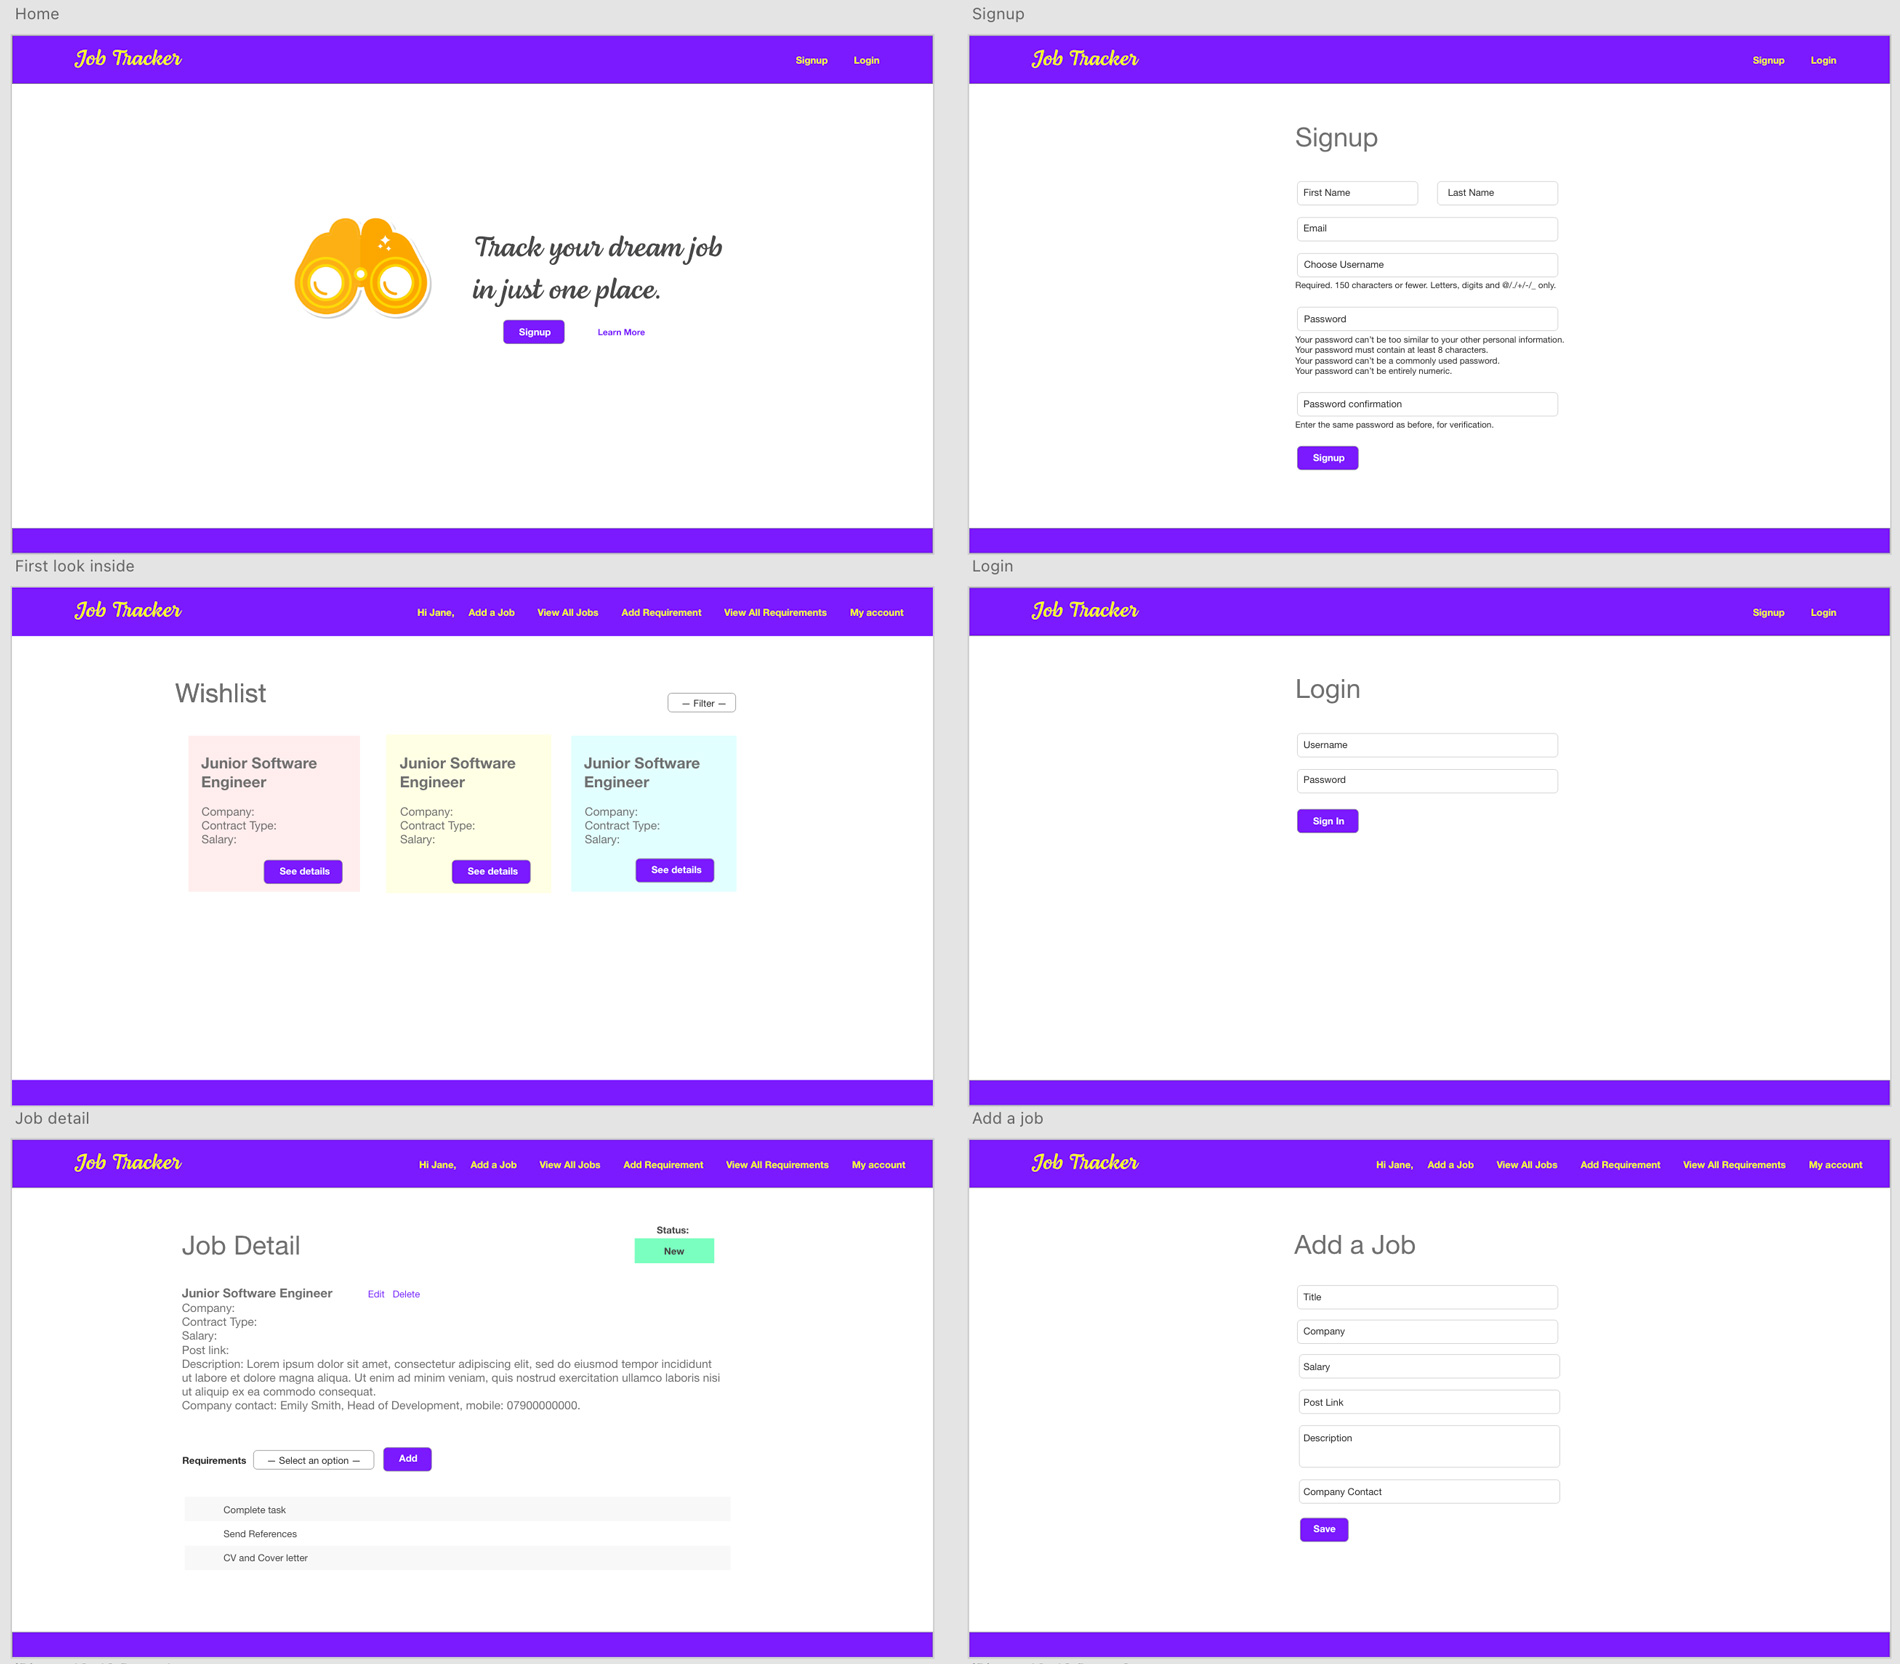 Home
Job Tracker
Signup
Login
Track your dream job
in just one place.
Signup
Learn More
Signup
Job Tracker
Signup
Login
Signup
First Name
Last Name
Email
Choose Username
Required. 150 characters or fewer. Letters, digits and @/./+/-/_ only.
Password
Your password can't be too similar to your other personal information.
Your password must contain at least 8 characters.
Your password can't be a commonly used password.
Your password can't be entirely numeric.
Password confirmation
Enter the same password as before, for verification.
Signup
First look inside
Job Tracker
Hi Jane,
Add a Job
View All Jobs
Add Requirement
View All Requirements
My account
Wishlist
— Filter —
Junior Software
Engineer
Company:
Contract Type:
Salary:
See details
Junior Software
Engineer
Company:
Contract Type:
Salary:
See details
Junior Software
Engineer
Company:
Contract Type:
Salary:
See details
Login
Job Tracker
Signup
Login
Login
Username
Password
Sign In
Job detail
Job Tracker
Hi Jane,
Add a Job
View All Jobs
Add Requirement
View All Requirements
My account
Job Detail
Status:
New
Junior Software Engineer
Edit
Delete
Company:
Contract Type:
Salary:
Post link:
Description: Lorem ipsum dolor sit amet, consectetur adipiscing elit, sed do eiusmod tempor incididunt
ut labore et dolore magna aliqua. Ut enim ad minim veniam, quis nostrud exercitation ullamco laboris nisi
ut aliquip ex ea commodo consequat.
Company contact: Emily Smith, Head of Development, mobile: 07900000000.
Requirements
— Select an option —
Add
Complete task
Send References
CV and Cover letter
Add a job
Job Tracker
Hi Jane,
Add a Job
View All Jobs
Add Requirement
View All Requirements
My account
Add a Job
Title
Company
Salary
Post Link
Description
Company Contact
Save